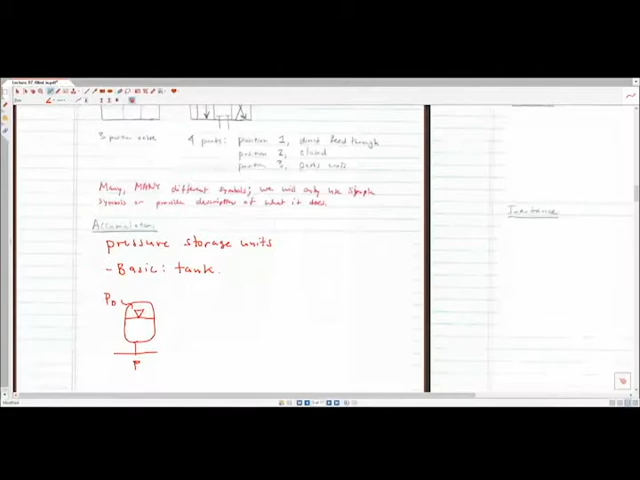 3 position valve
4 ports: position 1, direct feed through
position 2, closed
position 3, ports
Many, MANY different symbols; we will only use simple
symbols or provide description of what it does.
Accumulators
pressure storage units
- Basic: tank.
P₀
P
Inertance